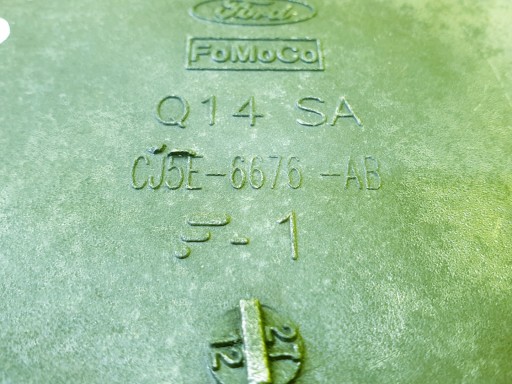 Ford
FoMoCo
Q14 SA
CJ5E-6676-AB
F-1
12 21